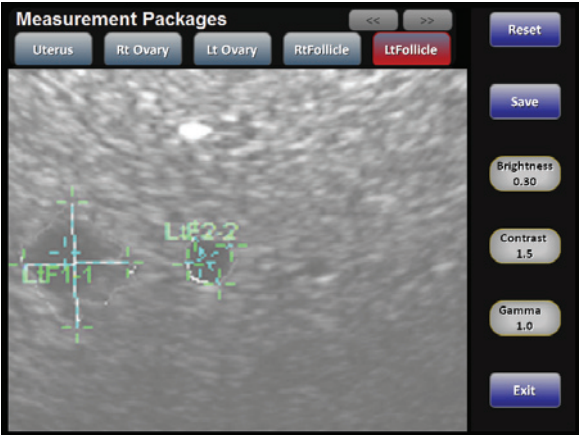 Measurement Packages
<< >>
Uterus Rt Ovary Lt Ovary RtFollicle LtFollicle
Reset
Save
Brightness
0.30
LtF2-2
Contrast
1.5
LtF1-1
Gamma
1.0
Exit